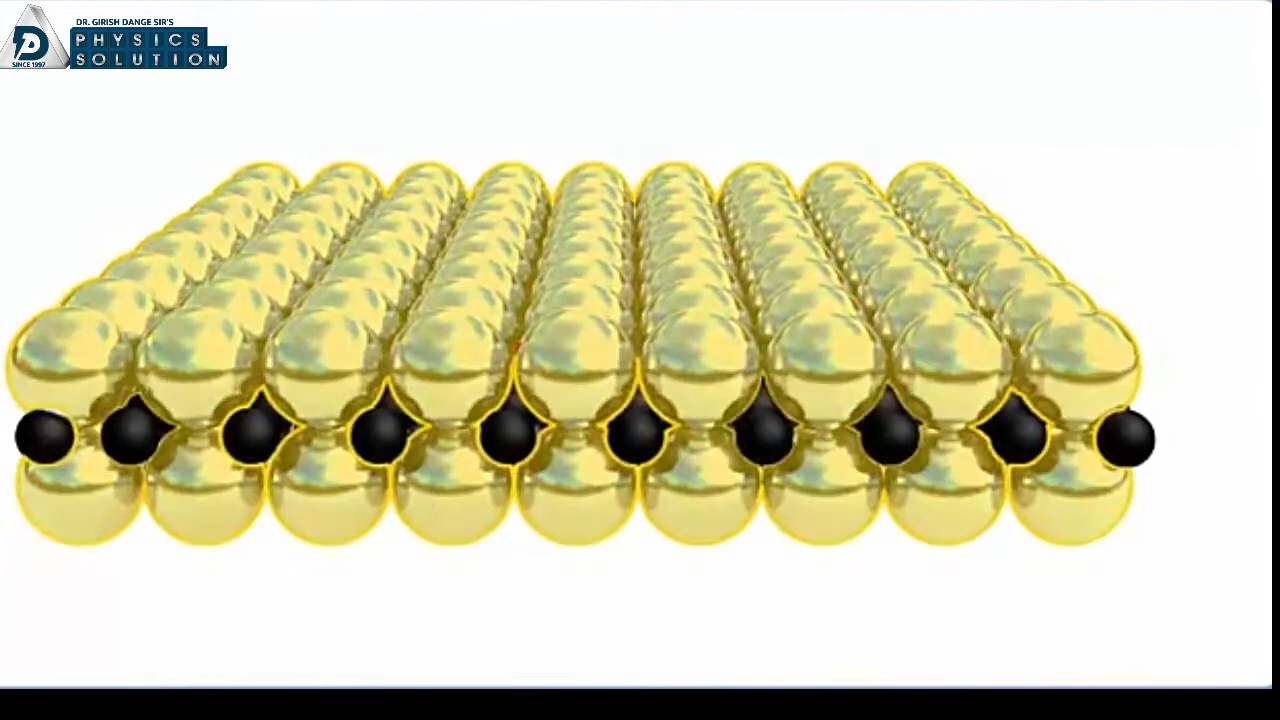 DR. GIRISH DANGE SIR'S
PHYSICS
SOLUTION
D
SINCE 1997